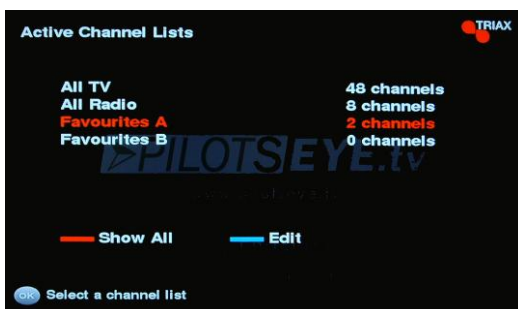 Active Channel Lists
TRIAX
All TV 48 channels
All Radio 8 channels
Favourites A 2 channels
Favourites B 0 channels
PILOTSEYE.tv
Show All Edit
OK Select a channel list